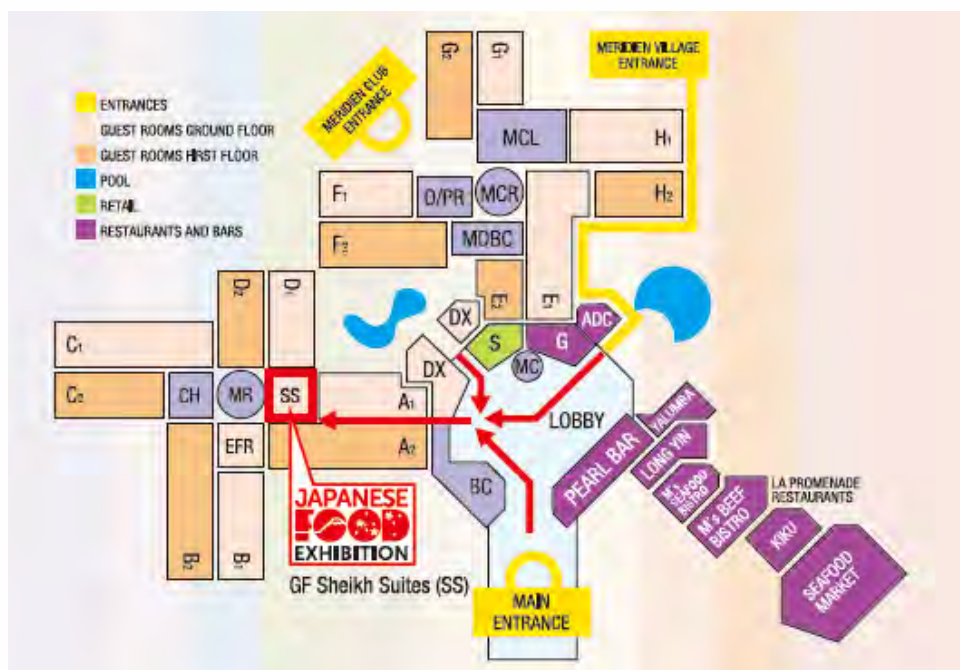 MERIDIEN CLUB
ENTRANCE
G2
G1
MERIDIEN VILLAGE
ENTRANCE
ENTRANCES
GUEST ROOMS GROUND FLOOR
GUEST ROOMS FIRST FLOOR
POOL
RETAIL
RESTAURANTS AND BARS
MCL
H1
F1
O/PR
MCR
H2
F2
MDBC
E2
E1
D2
D1
DX
S
G
ADC
C1
DX
MC
C2
CH
MR
SS
A1
LOBBY
YALUMBA
EFR
A2
PEARL BAR
LONG YIN
BC
M's
SEAFOOD
BISTRO
M's BEEF
BISTRO
LA PROMENADE
RESTAURANTS
KIKU
SEAFOOD
MARKET
JAPANESE
FOOD
EXHIBITION
B2
B1
GF Sheikh Suites (SS)
MAIN
ENTRANCE